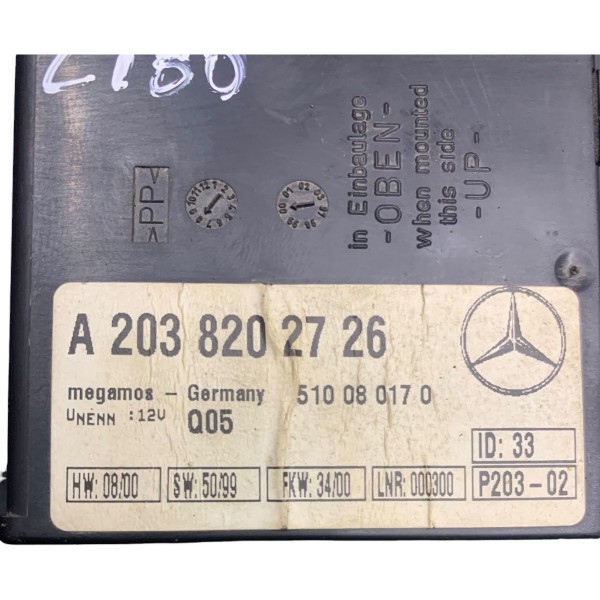 C180
>PP<
in Einbaulage
-OBEN-
when mounted
this side
-UP-
A 203 820 27 26
megamos - Germany 510 08 017 0
UNENN :12V Q05
ID: 33
HW: 08/00 SW: 50/99 FKW: 34/00 LNR: 000300 P203-02